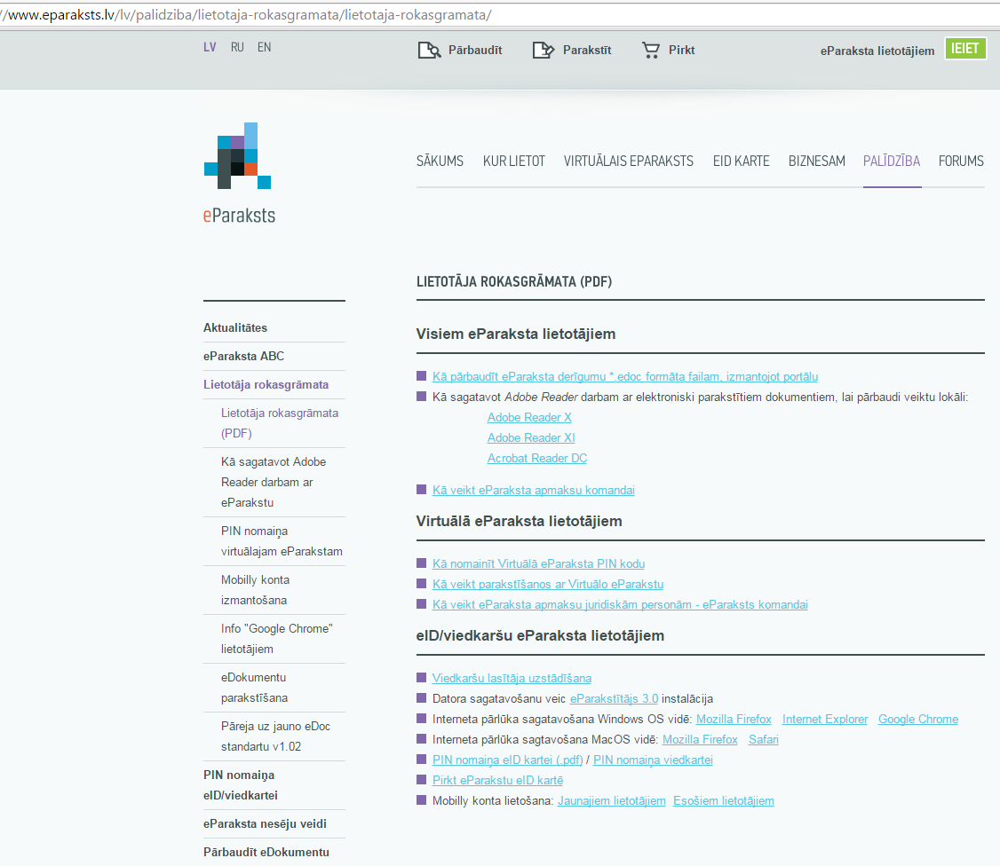 //www.eparaksts.lv/lv/palidziba/lietotaja-rokasgramata/lietotaja-rokasgramata/
LV RU EN Pārbaudīt Parakstīt Pirkt eParaksta lietotājiem IEIET
SĀKUMS KUR LIETOT VIRTUĀLAIS EPARAKSTS EID KARTE BIZNESAM PALĪDZĪBA FORUMS
eParaksts
Aktualitātes
eParaksta ABC
Lietotāja rokasgrāmata
Lietotāja rokasgrāmata
(PDF)
Kā sagatavot Adobe
Reader darbam ar
eParakstu
PIN nomaiņa
virtuālajam eParakstam
Mobilly konta
izmantošana
Info "Google Chrome"
lietotājiem
eDokumentu
parakstīšana
Pāreja uz jauno eDoc
standartu v1.02
PIN nomaiņa
eID/viedkartei
eParaksta nesēju veidi
Pārbaudīt eDokumentu
LIETOTĀJA ROKASGRĀMATA (PDF)
Visiem eParaksta lietotājiem
Kā pārbaudīt eParaksta derīgumu *.edoc formāta failam, izmantojot portālu
Kā sagatavot Adobe Reader darbam ar elektroniski parakstītiem dokumentiem, lai pārbaudi veiktu lokāli:
Adobe Reader X
Adobe Reader XI
Acrobat Reader DC
Kā veikt eParaksta apmaksu komandai
Virtuālā eParaksta lietotājiem
Kā nomainīt Virtuālā eParaksta PIN kodu
Kā veikt parakstīšanos ar Virtuālo eParakstu
Kā veikt eParaksta apmaksu juridiskām personām - eParaksts komandai
eID/viedkaršu eParaksta lietotājiem
Viedkaršu lasītāja uzstādīšana
Datora sagatavošanu veic eParakstītājs 3.0 instalācija
Interneta pārlūka sagatavošana Windows OS vidē: Mozilla Firefox Internet Explorer Google Chrome
Interneta pārlūka sagtavošana MacOS vidē: Mozilla Firefox Safari
PIN nomaiņa eID kartei (.pdf) / PIN nomaiņa viedkartei
Pirkt eParakstu eID kartē
Mobilly konta lietošana: Jaunajiem lietotājiem Esošiem lietotājiem